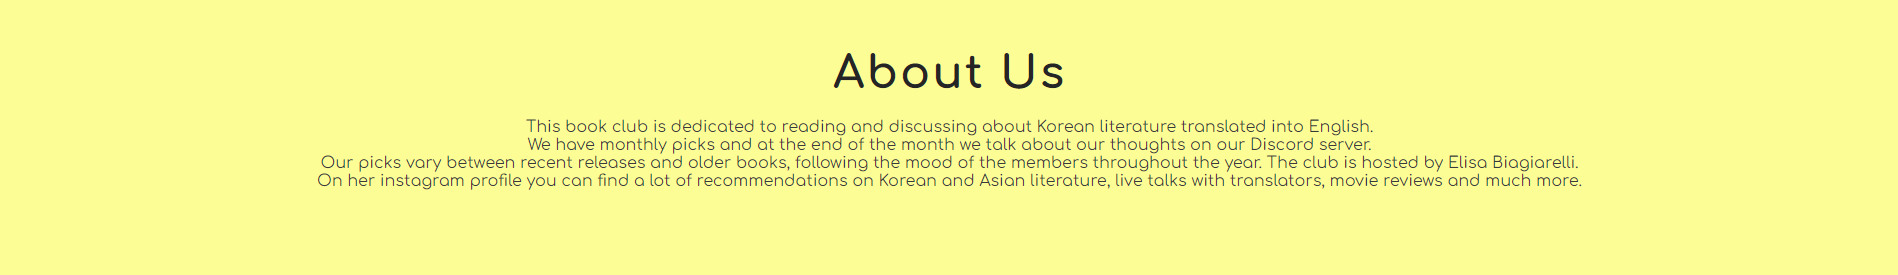 About Us
This book club is dedicated to reading and discussing about Korean literature translated into English.
We have monthly picks and at the end of the month we talk about our thoughts on our Discord server.
Our picks vary between recent releases and older books, following the mood of the members throughout the year. The club is hosted by Elisa Biagiarelli.
On her instagram profile you can find a lot of recommendations on Korean and Asian literature, live talks with translators, movie reviews and much more.